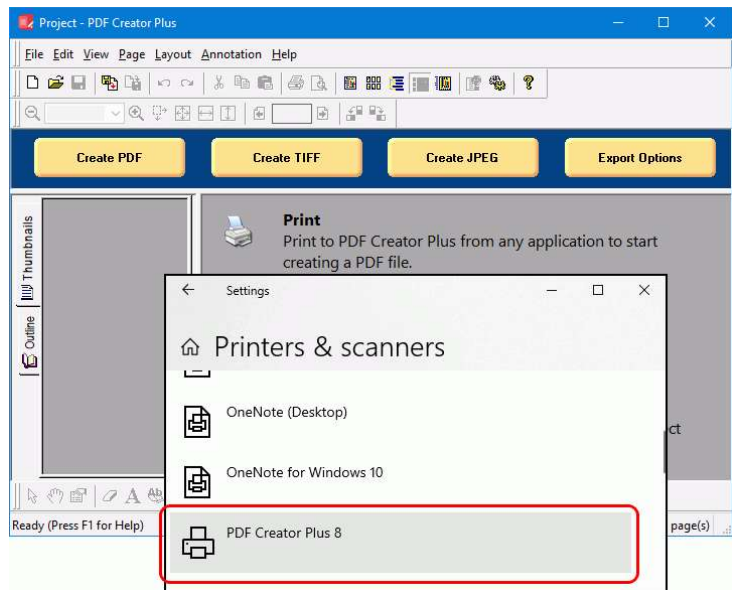 Project - PDF Creator Plus
File Edit View Page Layout Annotation Help
Create PDF Create TIFF Create JPEG Export Options
Thumbnails
Outline
Print
Print to PDF Creator Plus from any application to start
creating a PDF file.
Settings
Printers & scanners
OneNote (Desktop)
ct
OneNote for Windows 10
PDF Creator Plus 8
Ready (Press F1 for Help)
page(s)